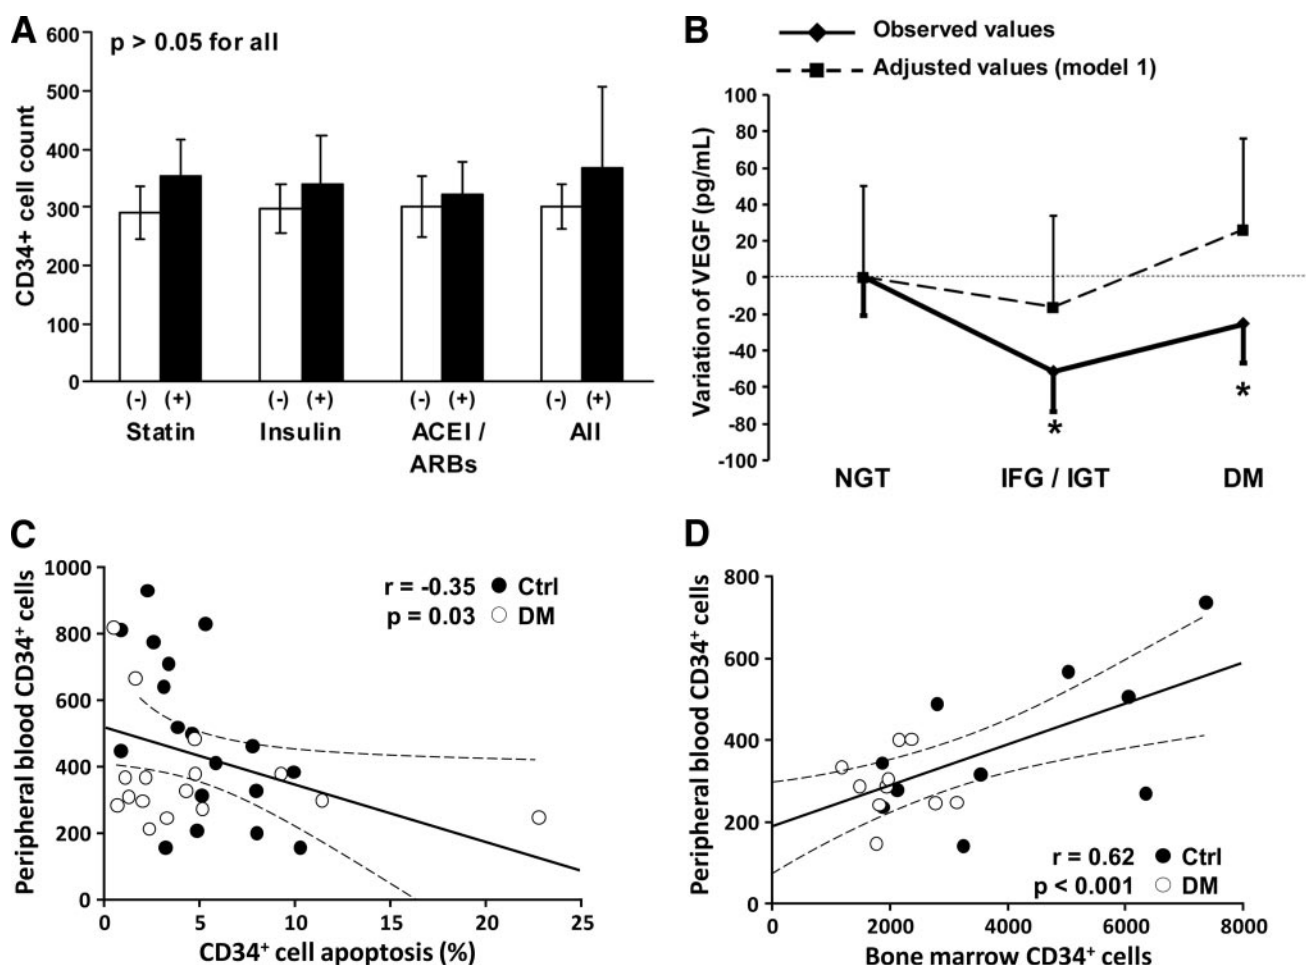 A
p > 0.05 for all
CD34+ cell count
600
500
400
300
200
100
0
(-) (+) (-) (+) (-) (+) (-) (+)
Statin Insulin ACEI / All
ARBs
B
Observed values
Adjusted values (model 1)
Variation of VEGF (pg/mL)
100
80
60
40
20
0
-20
-40
-60
-80
-100
*
*
NGT IFG / IGT DM
C
Peripheral blood CD34⁺ cells
1000
800
600
400
200
0
r = -0.35 Ctrl
p = 0.03 DM
0 5 10 15 20 25
CD34⁺ cell apoptosis (%)
D
Peripheral blood CD34⁺ cells
800
600
400
200
0
r = 0.62 Ctrl
p < 0.001 DM
0 2000 4000 6000 8000
Bone marrow CD34⁺ cells